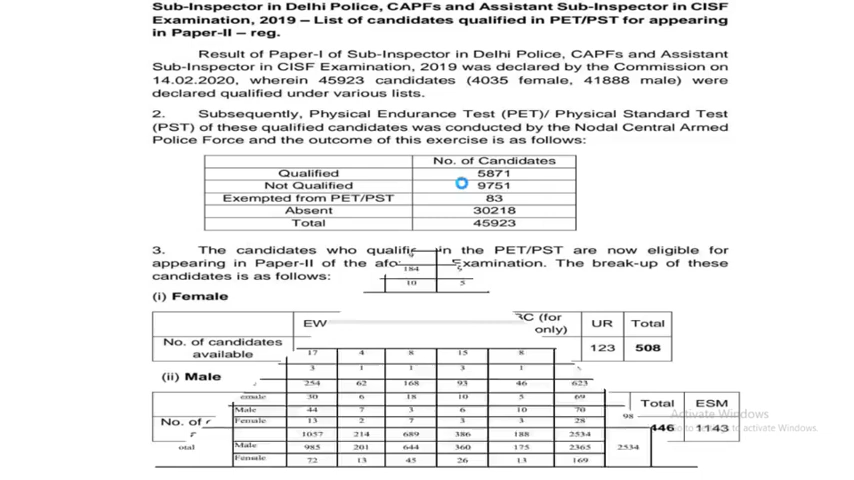 Sub-Inspector in Delhi Police, CAPFs and Assistant Sub-Inspector in CISF
Examination, 2019 – List of candidates qualified in PET/PST for appearing
in Paper-II – reg.
Result of Paper-I of Sub-Inspector in Delhi Police, CAPFs and Assistant
Sub-Inspector in CISF Examination, 2019 was declared by the Commission on
14.02.2020, wherein 45923 candidates (4035 female, 41888 male) were
declared qualified under various lists.
2. Subsequently, Physical Endurance Test (PET)/ Physical Standard Test
(PST) of these qualified candidates was conducted by the Nodal Central Armed
Police Force and the outcome of this exercise is as follows:
No. of Candidates
Qualified 5871
Not Qualified 9751
Exempted from PET/PST 83
Absent 30218
Total 45923
3. The candidates who qualifi in the PET/PST are now eligible for
appearing in Paper-II of the afo Examination. The break-up of these
184
candidates is as follows:
10 5
(i) Female
EW BC (for only) UR Total
No. of candidates available 123 508
17 4 8 15 8
(ii) Male
3 1 1 3 1
254 62 168 93 46 623
emale 30 6 18 10 5 69
Total ESM
Male 44 7 3 6 10 70
98
Activate Windows
No. of
Female 13 2 7 3 3 28
446 1143
to activate Windows.
1057 214 689 386 188 2534
otal Male 985 201 644 360 175 2365 2534
Female 72 13 45 26 13 169